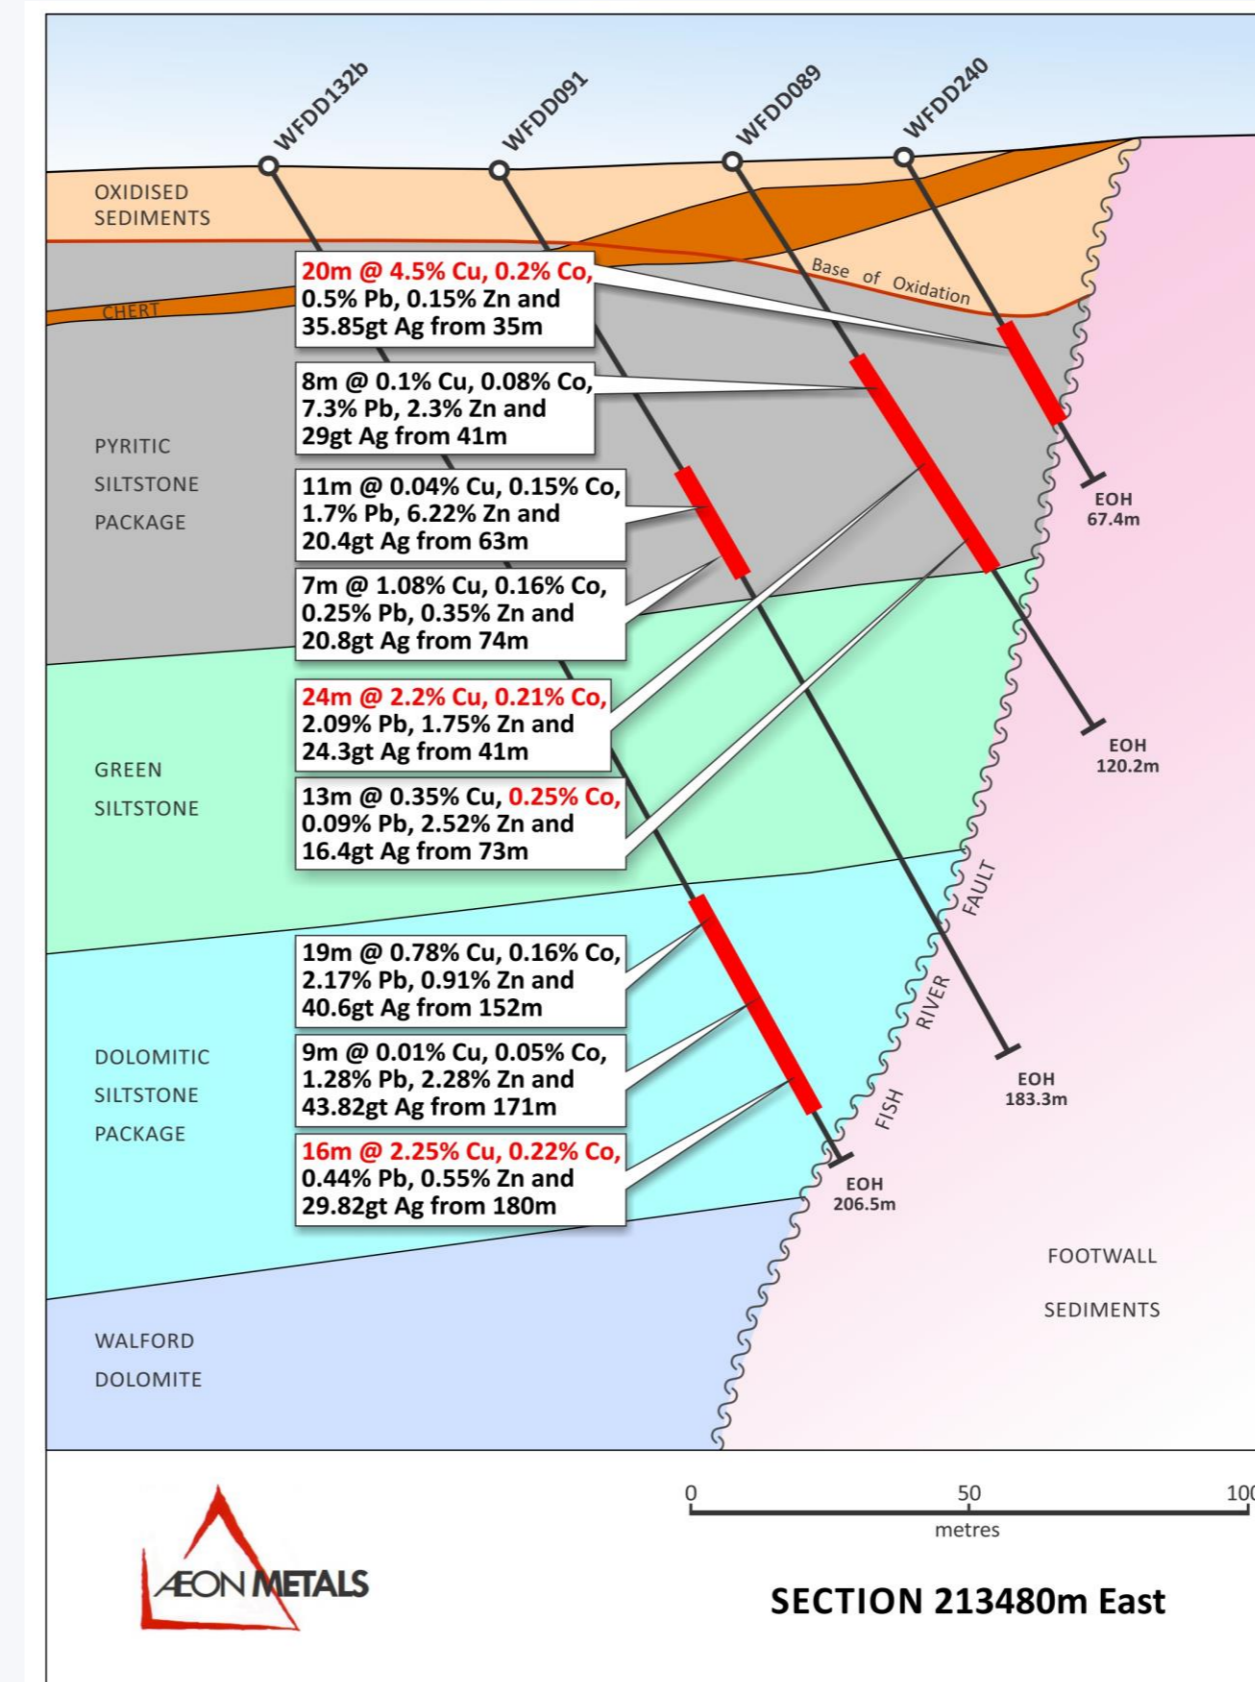 WFDD132b
WFDD091
WFDD089
WFDD240
OXIDISED
SEDIMENTS
Base of Oxidation
CHERT
20m @ 4.5% Cu, 0.2% Co,
0.5% Pb, 0.15% Zn and
35.85gt Ag from 35m
8m @ 0.1% Cu, 0.08% Co,
7.3% Pb, 2.3% Zn and
29gt Ag from 41m
PYRITIC
SILTSTONE
PACKAGE
11m @ 0.04% Cu, 0.15% Co,
1.7% Pb, 6.22% Zn and
20.4gt Ag from 63m
EOH
67.4m
7m @ 1.08% Cu, 0.16% Co,
0.25% Pb, 0.35% Zn and
20.8gt Ag from 74m
24m @ 2.2% Cu, 0.21% Co,
2.09% Pb, 1.75% Zn and
24.3gt Ag from 41m
EOH
120.2m
GREEN
SILTSTONE
13m @ 0.35% Cu, 0.25% Co,
0.09% Pb, 2.52% Zn and
16.4gt Ag from 73m
FISH RIVER FAULT
19m @ 0.78% Cu, 0.16% Co,
2.17% Pb, 0.91% Zn and
40.6gt Ag from 152m
DOLOMITIC
SILTSTONE
PACKAGE
9m @ 0.01% Cu, 0.05% Co,
1.28% Pb, 2.28% Zn and
43.82gt Ag from 171m
EOH
183.3m
16m @ 2.25% Cu, 0.22% Co,
0.44% Pb, 0.55% Zn and
29.82gt Ag from 180m
EOH
206.5m
FOOTWALL
SEDIMENTS
WALFORD
DOLOMITE
0 50 100
metres
ÆON METALS
SECTION 213480m East